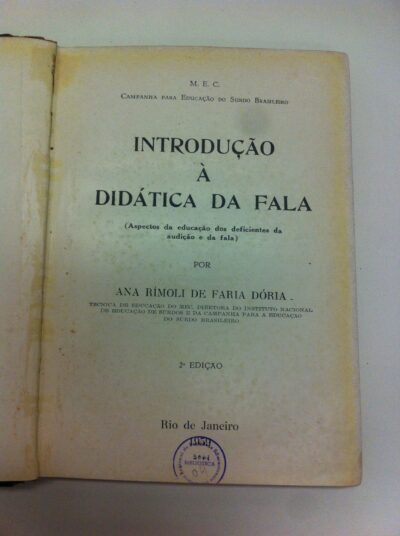 M. E. C.
CAMPANHA PARA EDUCAÇÃO DO SURDO BRASILEIRO
INTRODUÇÃO
À
DIDÁTICA DA FALA
(Aspectos da educação dos deficientes da
audição e da fala)
POR
ANA RÍMOLI DE FARIA DÓRIA
TÉCNICA DE EDUCAÇÃO DO MEC, DIRETORA DO INSTITUTO NACIONAL
DE EDUCAÇÃO DE SURDOS E DA CAMPANHA PARA A EDUCAÇÃO
DO SURDO BRASILEIRO
2ª EDIÇÃO
Rio de Janeiro
BIBLIOTECA